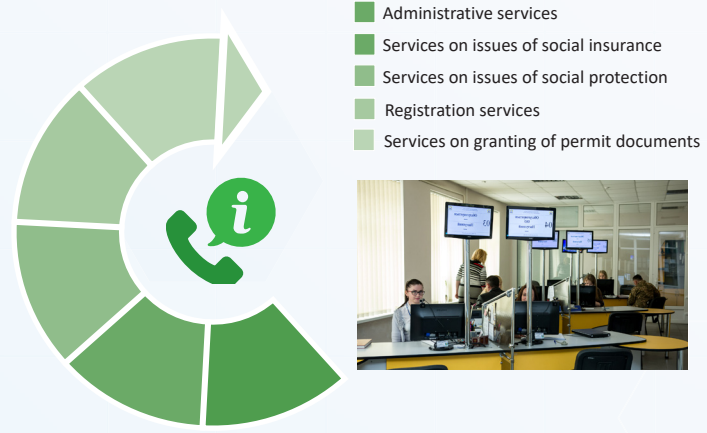 Administrative services
Services on issues of social insurance
Services on issues of social protection
Registration services
Services on granting of permit documents
i